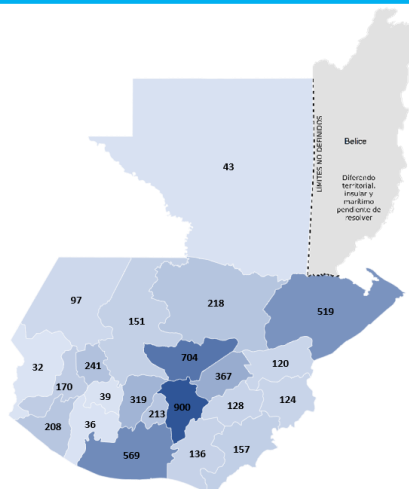 43
LIMITES NO DEFINIDOS
Belice
Diferendo
territorial,
insular y
marítimo
pendiente de
resolver
97
151
218
519
704
120
367
32
241
170
39
319
213
900
128
124
208
36
569
136
157